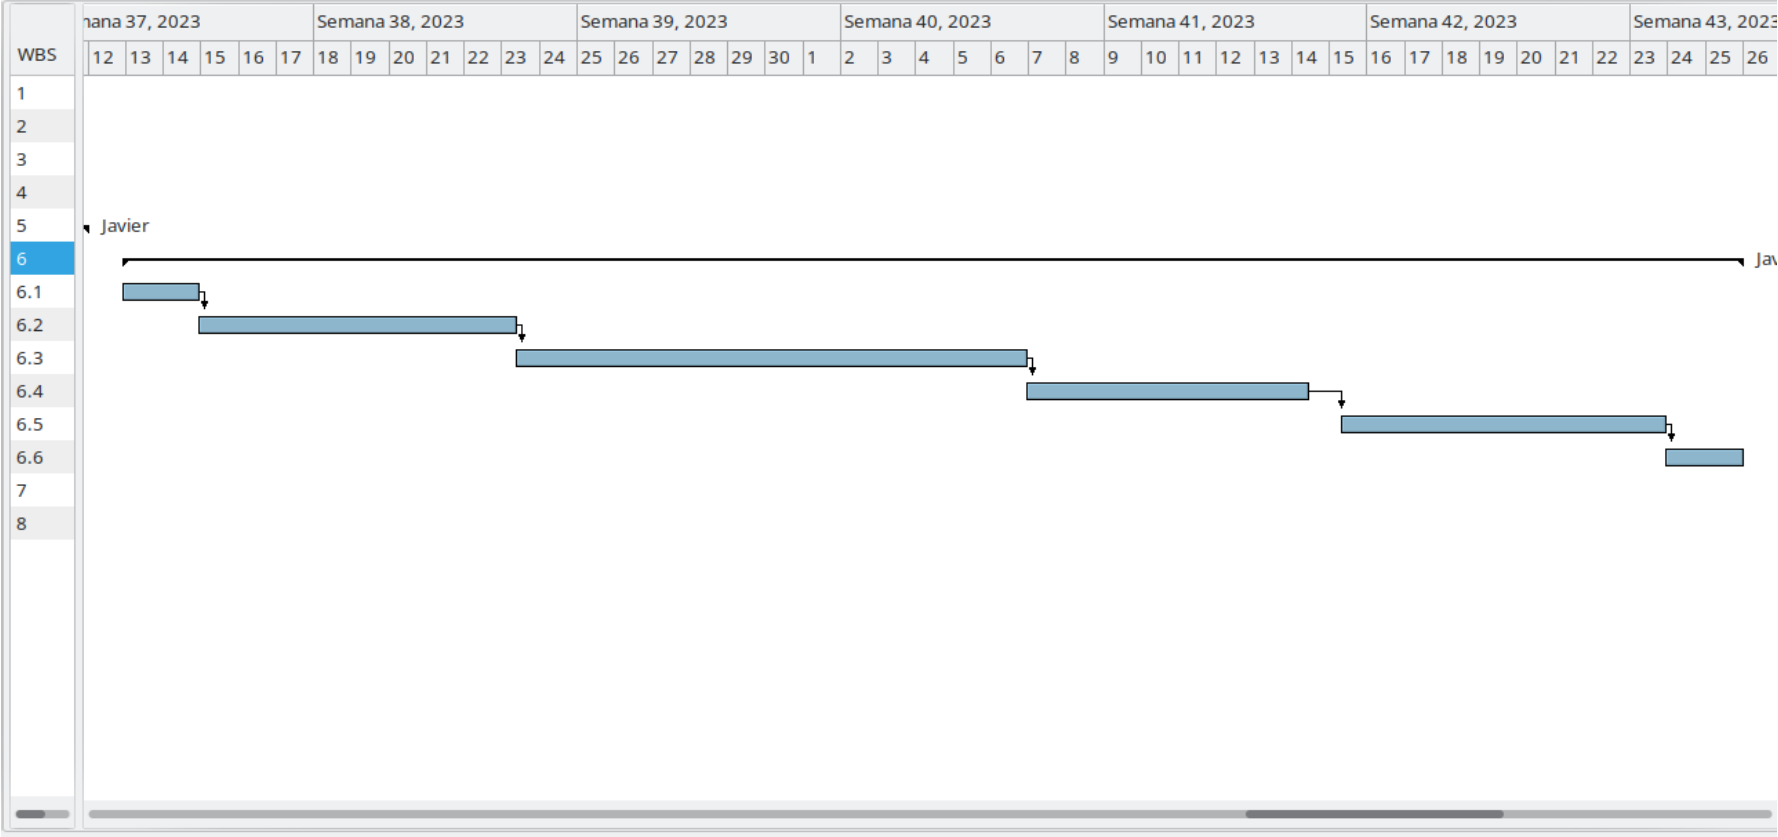 WBS
ana 37, 2023 Semana 38, 2023 Semana 39, 2023 Semana 40, 2023 Semana 41, 2023 Semana 42, 2023 Semana 43, 2023
12 13 14 15 16 17 18 19 20 21 22 23 24 25 26 27 28 29 30 1 2 3 4 5 6 7 8 9 10 11 12 13 14 15 16 17 18 19 20 21 22 23 24 25 26
1
2
3
4
5 Javier
6 Jav
6.1
6.2
6.3
6.4
6.5
6.6
7
8